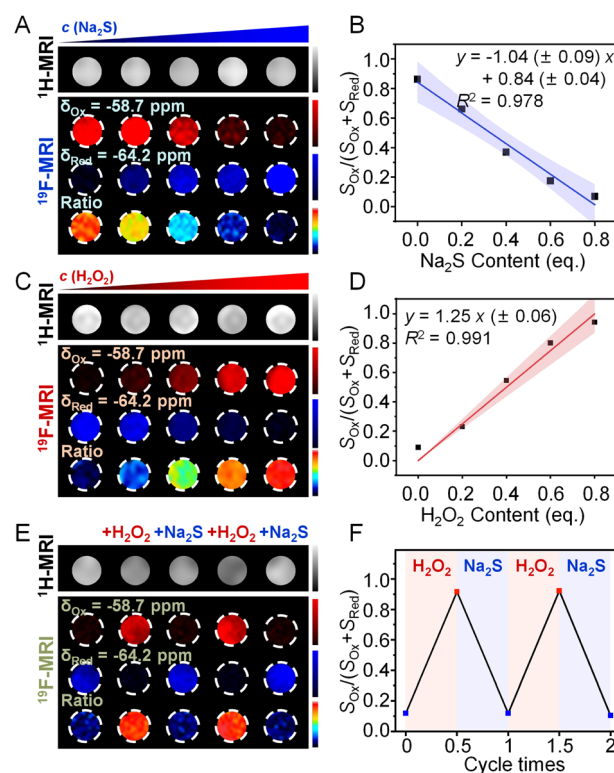 A
c (Na₂S)
¹H-MRI
¹⁹F-MRI
δOx = -58.7 ppm
δRed = -64.2 ppm
Ratio
B
y = -1.04 (± 0.09) x
+ 0.84 (± 0.04)
R² = 0.978
SOx/(SOx+SRed)
1.0
0.8
0.6
0.4
0.2
0.0
0.0 0.2 0.4 0.6 0.8
Na₂S Content (eq.)
C
c (H₂O₂)
¹H-MRI
¹⁹F-MRI
δOx = -58.7 ppm
δRed = -64.2 ppm
Ratio
D
y = 1.25 x (± 0.06)
R² = 0.991
SOx/(SOx+SRed)
1.0
0.8
0.6
0.4
0.2
0.0
0.0 0.2 0.4 0.6 0.8
H₂O₂ Content (eq.)
E
+H₂O₂ +Na₂S +H₂O₂ +Na₂S
¹H-MRI
¹⁹F-MRI
δOx = -58.7 ppm
δRed = -64.2 ppm
Ratio
F
H₂O₂ Na₂S H₂O₂ Na₂S
SOx/(SOx+SRed)
1.0
0.8
0.6
0.4
0.2
0.0
0 0.5 1 1.5 2
Cycle times